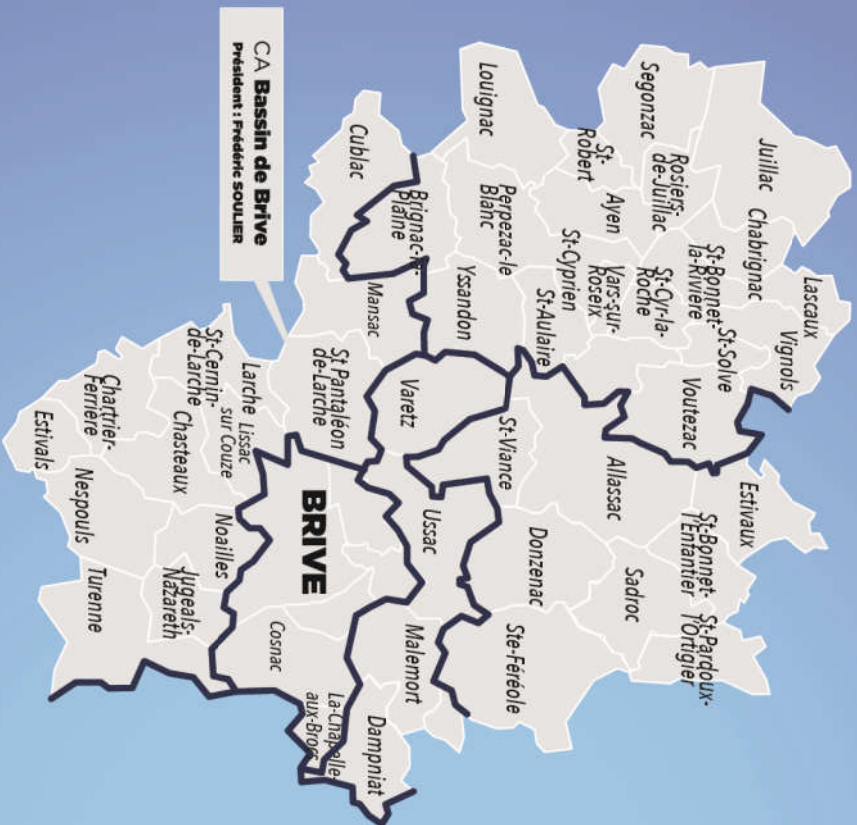 Lascaux
Vignols
Juillac
Chabrignac
St-Solve
Voutezac
Estivaux
St-Bonnet-
l'Enfantier
St-Pardoux-
l'Ortigier
Segonzac
Rosiers-
de-Juillac
St-Bonnet-
la-Rivière
St-Cyr-la-
Roche
Vars-sur-
Roseix
Ayen
St-
Robert
St-Cyprien
St-Aulaire
Allassac
Sadroc
Donzenac
Ste-Féréole
Louignac
Perpezac-le
Blanc
Yssandon
St-Viance
Varetz
Ussac
Malemort
Dampniat
Cublac
Brignac-la-
Plaine
Mansac
St Pantaléon
de-Larche
BRIVE
Cosnac
La-Chapelle-
aux-Brocs
CA Bassin de Brive
Président : Frédéric SOULIER
Larche
Lissac
sur Couze
St-Cernin-
de-Larche
Chasteaux
Noailles
Jugeals-
Nazareth
Chartrier-
Ferrière
Estivals
Nespouls
Turenne